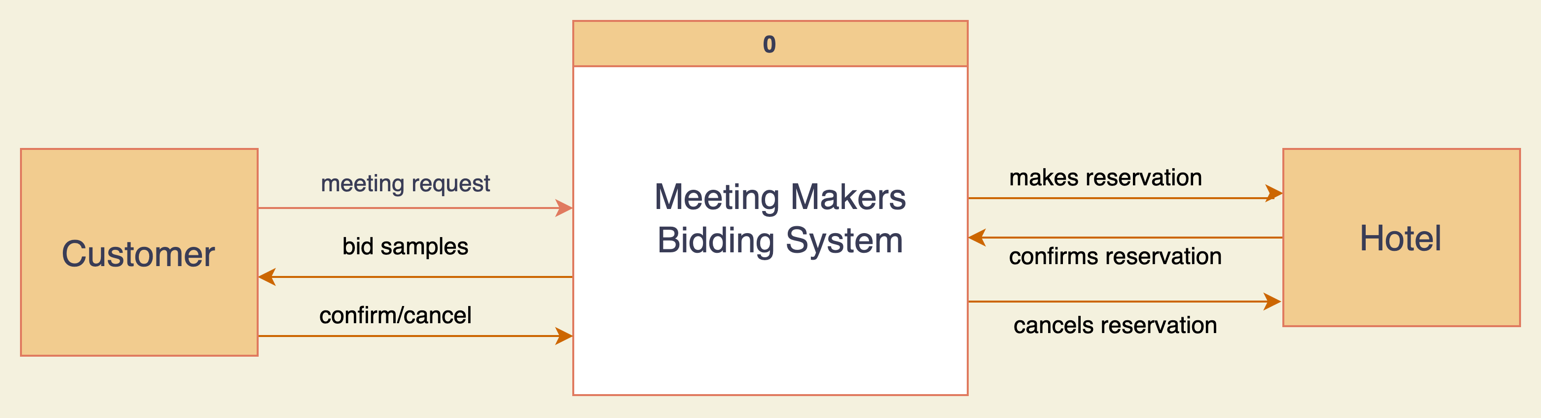 0
Customer
meeting request
bid samples
confirm/cancel
Meeting Makers
Bidding System
makes reservation
confirms reservation
cancels reservation
Hotel